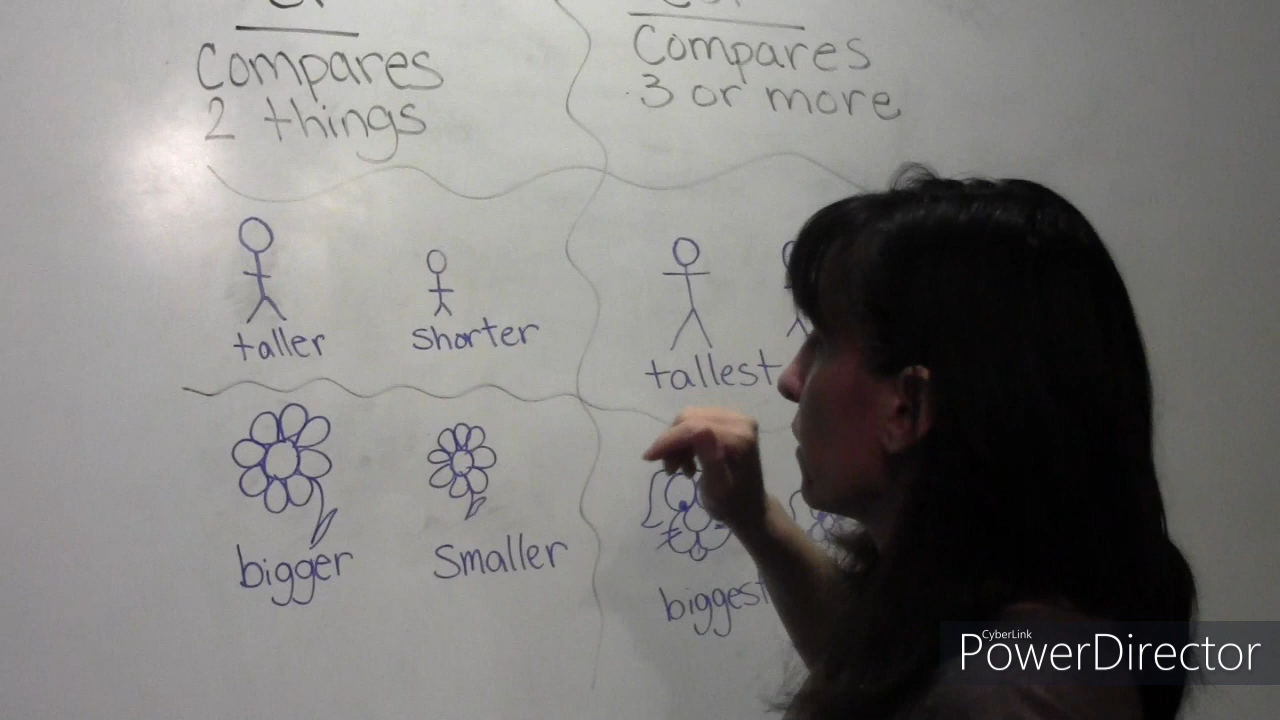 Compares
2 things
Compares
3 or more
taller
shorter
tallest
bigger
smaller
biggest
CyberLink
PowerDirector